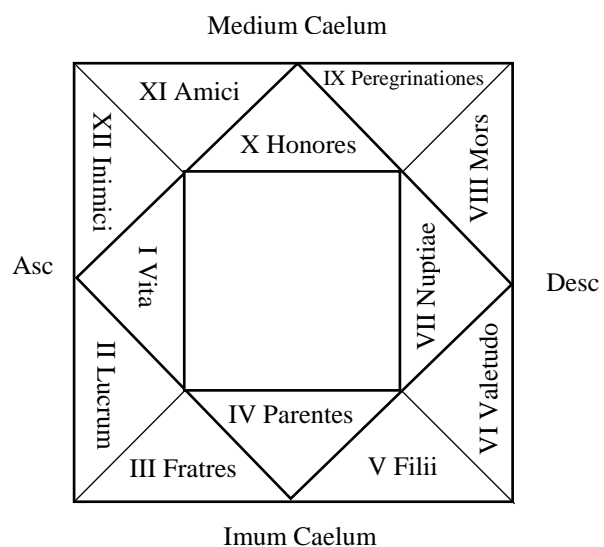 Medium Caelum
XI Amici
IX Peregrinationes
XII Inimici
X Honores
VIII Mors
Asc
I Vita
VII Nuptiae
Desc
II Lucrum
IV Parentes
VI Valetudo
III Fratres
V Filii
Imum Caelum